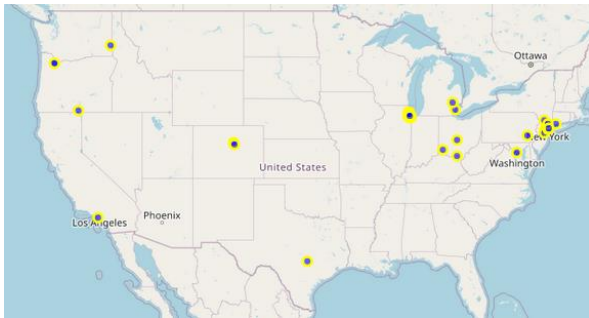 Ottawa
New York
Washington
United States
Los Angeles
Phoenix